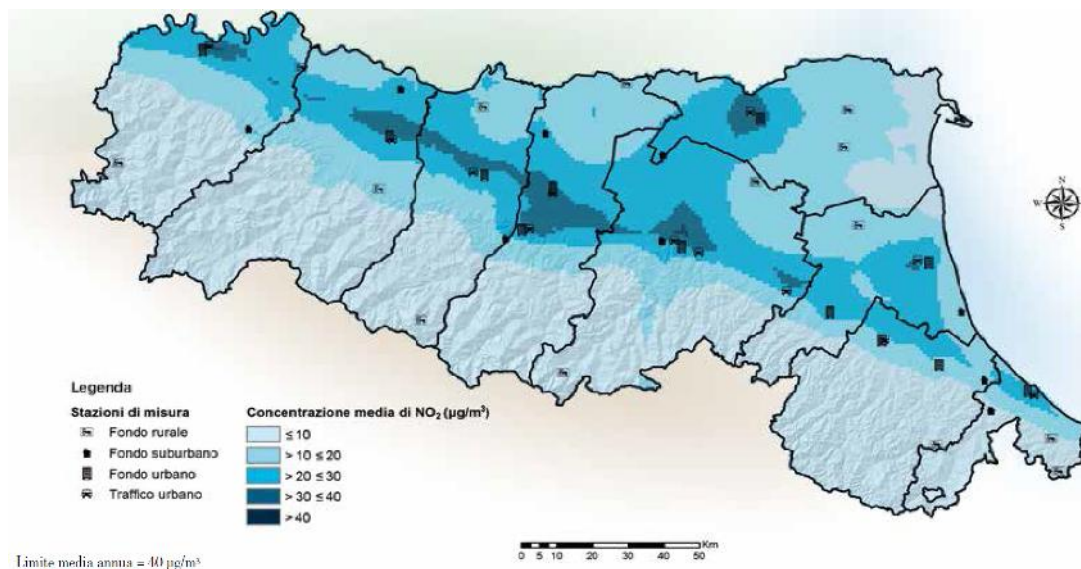 N
W
E
S
Legenda
Stazioni di misura
Fondo rurale
Fondo suburbano
Fondo urbano
Traffico urbano
Concentrazione media di NO₂ (µg/m³)
≤ 10
> 10 ≤ 20
> 20 ≤ 30
> 30 ≤ 40
> 40
Km
0 5 10 20 30 40 50
Limite media annua = 40 µg/m³